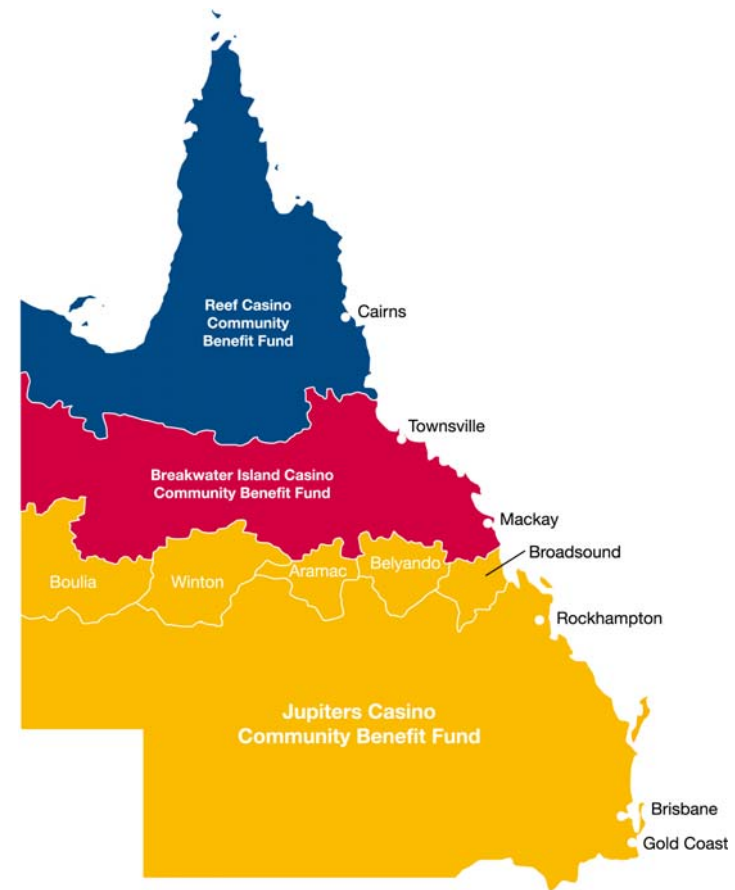 Reef Casino
Community
Benefit Fund
Cairns
Townsville
Breakwater Island Casino
Community Benefit Fund
Mackay
Broadsound
Belyando
Aramac
Winton
Boulia
Rockhampton
Jupiters Casino
Community Benefit Fund
Brisbane
Gold Coast